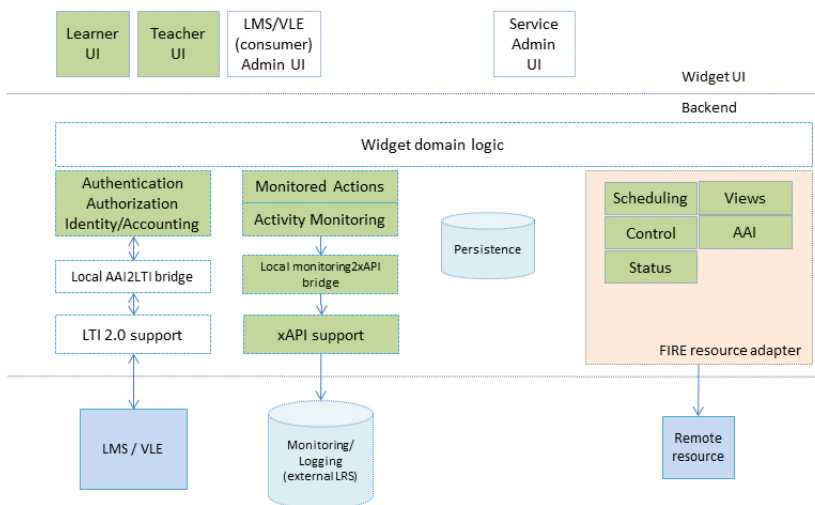 Learner
UI
Teacher
UI
LMS/VLE
(consumer)
Admin UI
Service
Admin
UI
Widget UI
Backend
Widget domain logic
Authentication
Authorization
Identity/Accounting
Monitored Actions
Activity Monitoring
Persistence
Scheduling
Views
Control
AAI
Status
Local AAI2LTI bridge
Local monitoring2xAPI
bridge
LTI 2.0 support
xAPI support
FIRE resource adapter
LMS / VLE
Monitoring/
Logging
(external LRS)
Remote
resource